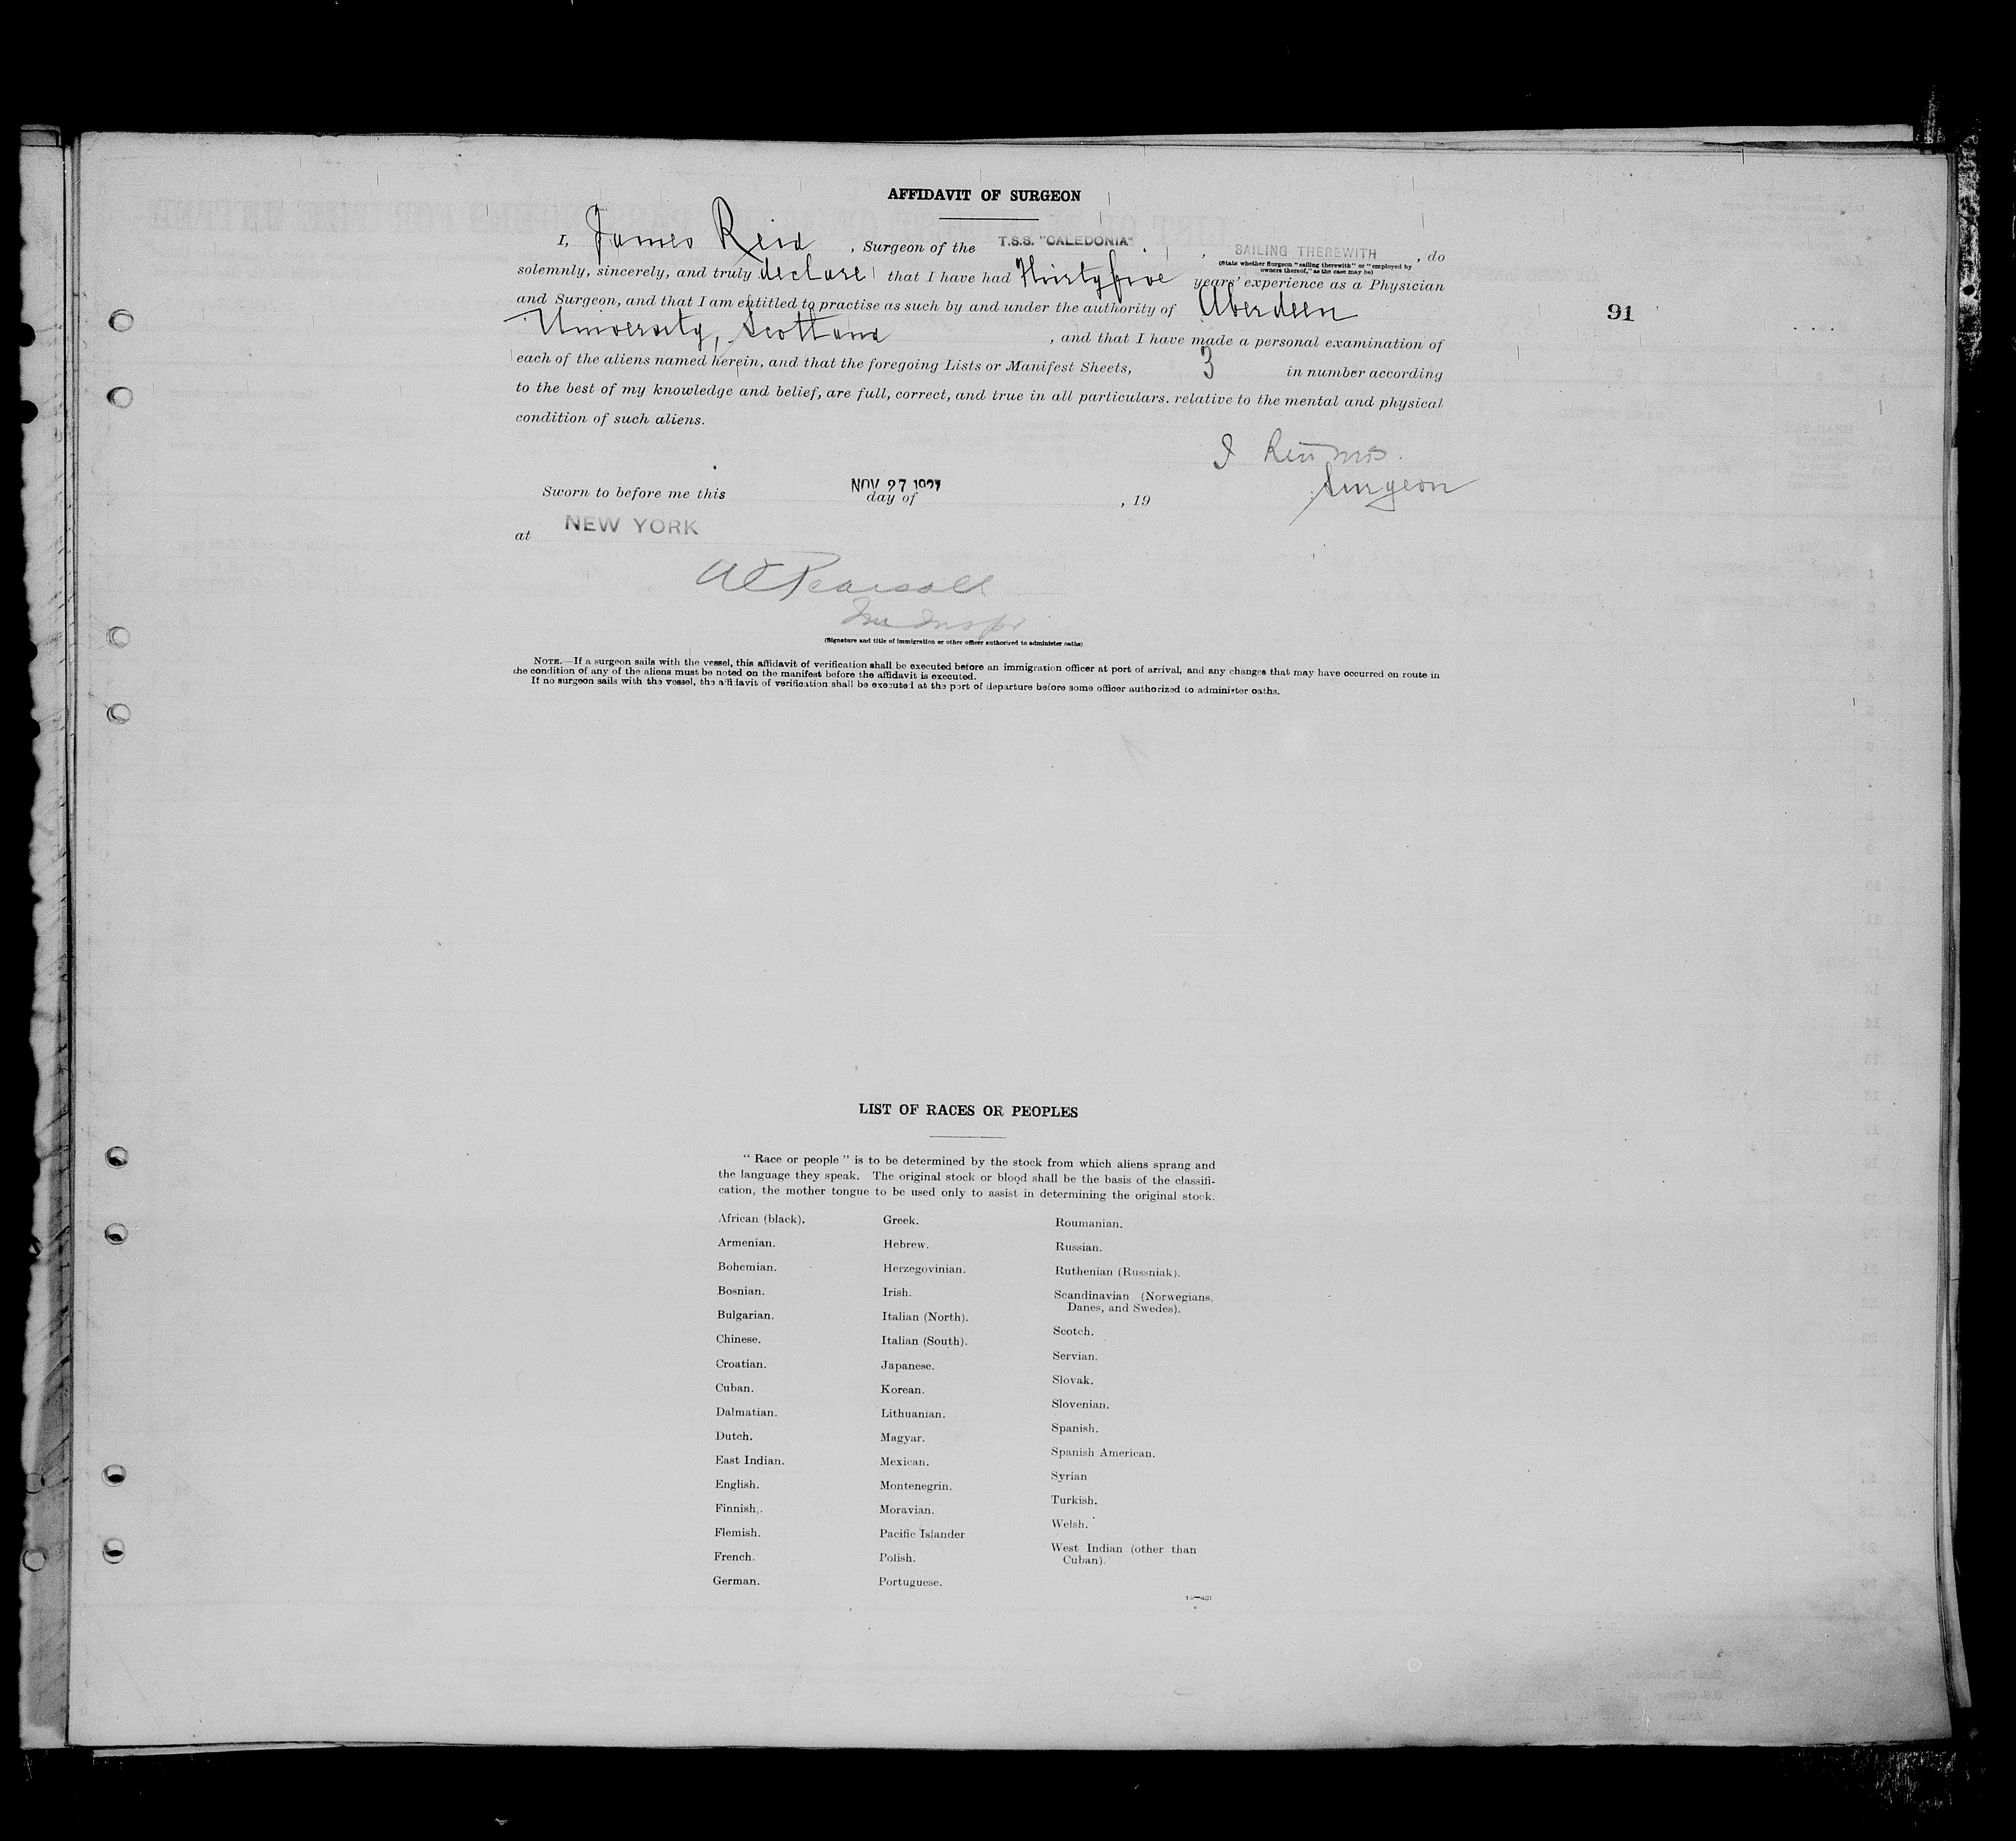 AFFIDAVIT OF SURGEON
I, James Reid, Surgeon of the T.S.S. "CALEDONIA", SAILING THEREWITH, do
(State whether Surgeon "sailing therewith" or "employed by owners thereof," as the case may be)
solemnly, sincerely, and truly declare that I have had Thirty five years' experience as a Physician
and Surgeon, and that I am entitled to practise as such by and under the authority of Aberdeen
University, Scotland, and that I have made a personal examination of
each of the aliens named herein, and that the foregoing Lists or Manifest Sheets, 3 in number according
to the best of my knowledge and belief, are full, correct, and true in all particulars. relative to the mental and physical
condition of such aliens.
91
J Reid MB.
Surgeon
Sworn to before me this NOV 27 1927 day of , 19
at NEW YORK
W Pearsall
Imm Inspr
(Signature and title of immigration or other officer authorized to administer oaths)
NOTE.—If a surgeon sails with the vessel, this affidavit of verification shall be executed before an immigration officer at port of arrival, and any changes that may have occurred en route in
the condition of any of the aliens must be noted on the manifest before the affidavit is executed.
If no surgeon sails with the vessel, the affidavit of verification shall be executed at the port of departure before some officer authorized to administer oaths.
LIST OF RACES OR PEOPLES
"Race or people" is to be determined by the stock from which aliens sprang and
the language they speak. The original stock or blood shall be the basis of the classifi-
cation, the mother tongue to be used only to assist in determining the original stock.
African (black).
Armenian.
Bohemian.
Bosnian.
Bulgarian.
Chinese.
Croatian.
Cuban.
Dalmatian.
Dutch.
East Indian.
English.
Finnish.
Flemish.
French.
German.
Greek.
Hebrew.
Herzegovinian.
Irish.
Italian (North).
Italian (South).
Japanese.
Korean.
Lithuanian.
Magyar.
Mexican.
Montenegrin.
Moravian.
Pacific Islander
Polish.
Portuguese.
Roumanian.
Russian.
Ruthenian (Russniak).
Scandinavian (Norwegians,
Danes, and Swedes).
Scotch.
Servian.
Slovak.
Slovenian.
Spanish.
Spanish American.
Syrian
Turkish.
Welsh.
West Indian (other than
Cuban).